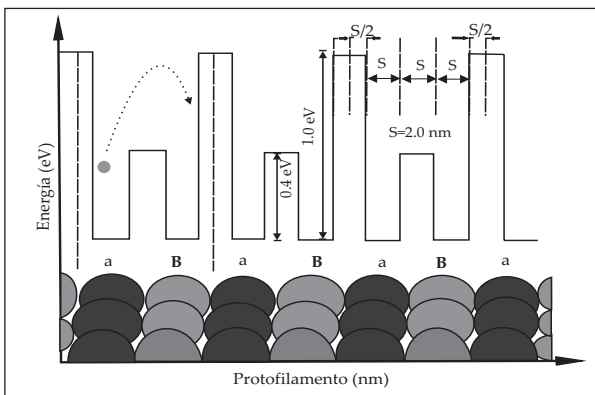 S/2 S/2
S S S
S=2.0 nm
1.0 eV
0.4 eV
Energía (eV)
a B a B a B a
Protofilamento (nm)